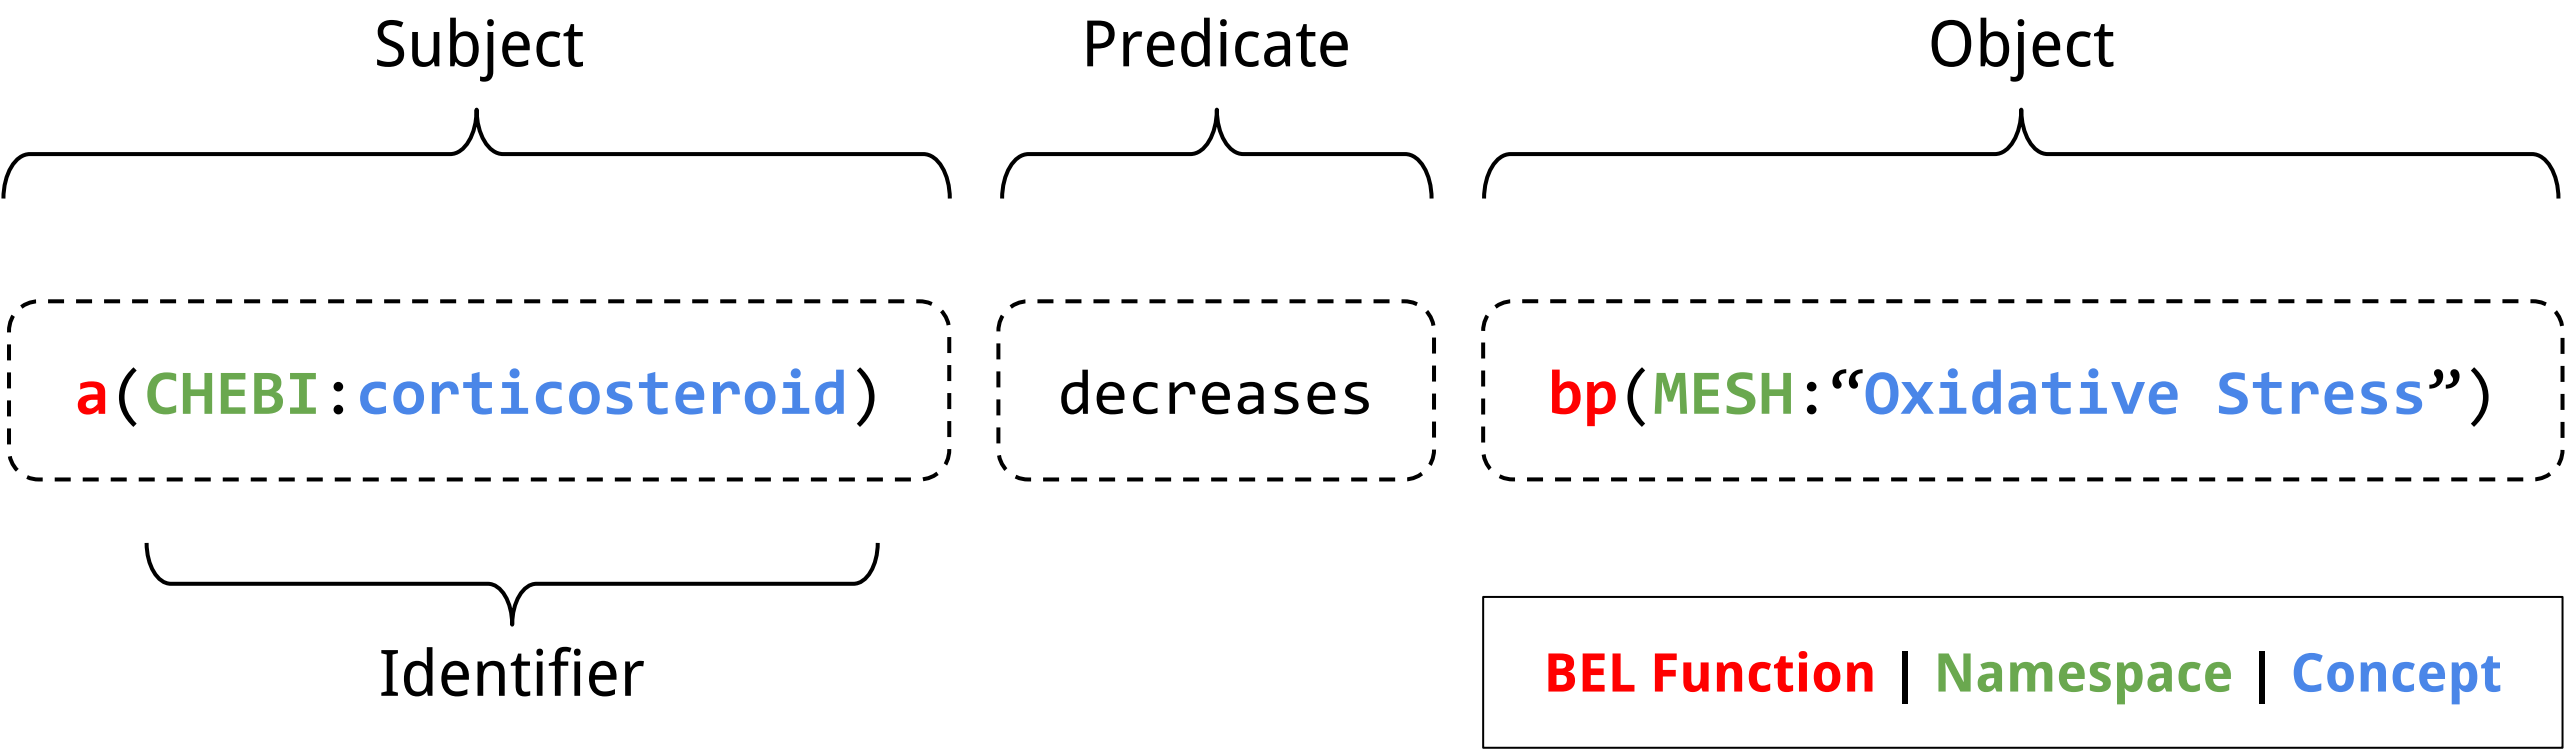 Subject Predicate Object
a(CHEBI:corticosteroid) decreases bp(MESH:“Oxidative Stress”)
Identifier
BEL Function | Namespace | Concept